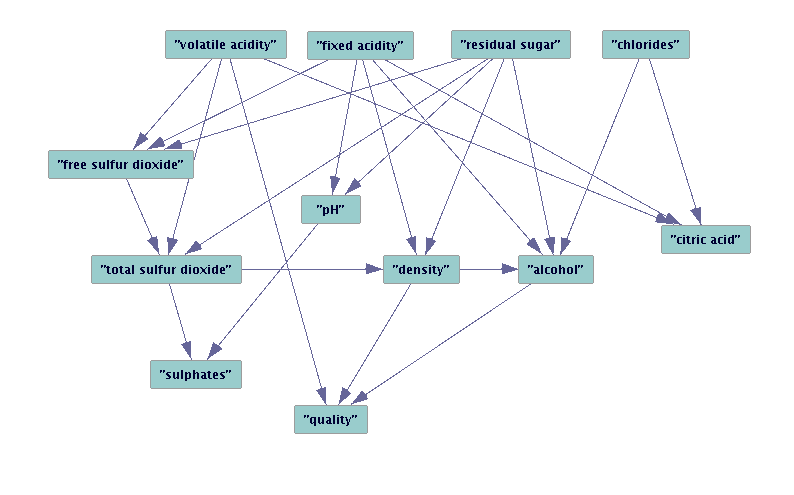 "volatile acidity"
"fixed acidity"
"residual sugar"
"chlorides"
"free sulfur dioxide"
"pH"
"citric acid"
"total sulfur dioxide"
"density"
"alcohol"
"sulphates"
"quality"